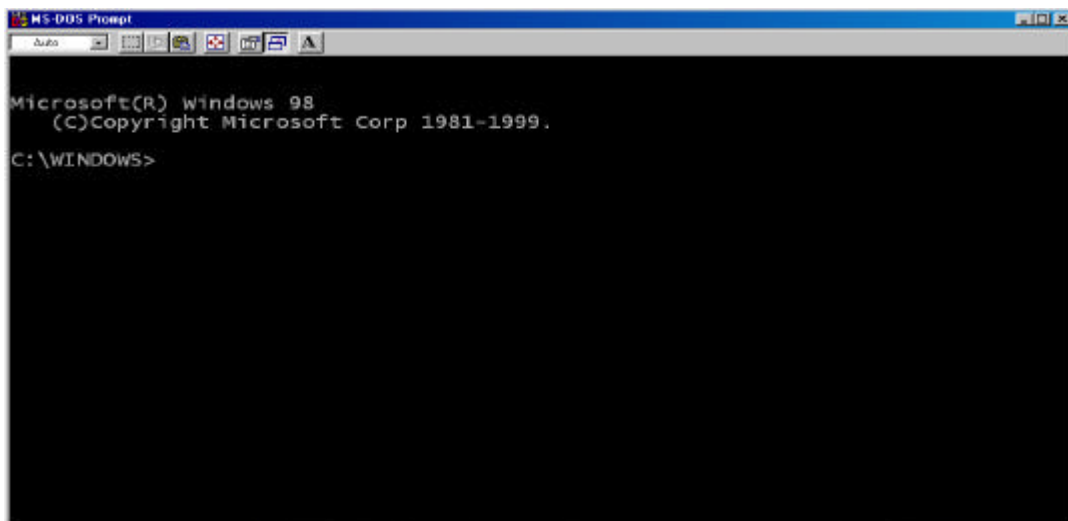 MS-DOS Prompt
Auto
A
Microsoft(R) Windows 98
(C)Copyright Microsoft Corp 1981-1999.
C:\WINDOWS>